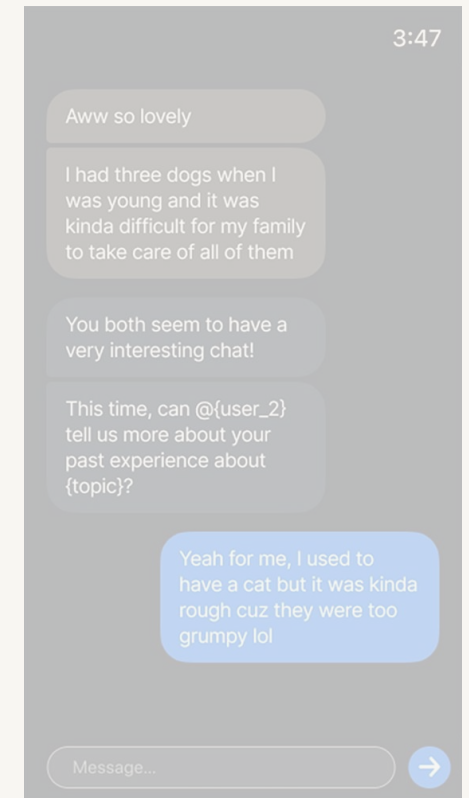 3:47
Aww so lovely
I had three dogs when I
was young and it was
kinda difficult for my family
to take care of all of them
You both seem to have a
very interesting chat!
This time, can @{user_2}
tell us more about your
past experience about
{topic}?
Yeah for me, I used to
have a cat but it was kinda
rough cuz they were too
grumpy lol
Message...